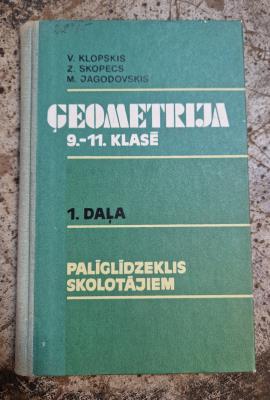 V. KLOPSKIS
Z. SKOPECS
M. JAGODOVSKIS
ĢEOMETRIJA
9.–11. KLASĒ
1. DAĻA
PALĪGLĪDZEKLIS
SKOLOTĀJIEM